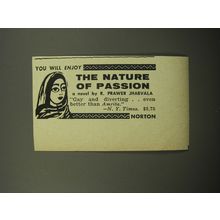 YOU WILL ENJOY
THE NATURE
OF PASSION
a novel by R. PRAWER JHABVALA
"Gay and diverting . . even
better than Amrita."
—N. Y. Times. $3.75
NORTON